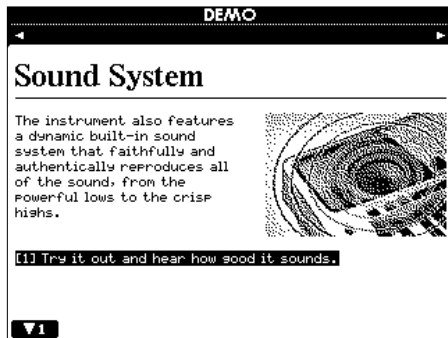 DEMO
Sound System
The instrument also features
a dynamic built-in sound
system that faithfully and
authentically reproduces all
of the sound, from the
powerful lows to the crisp
highs.
[1] Try it out and hear how good it sounds.
▼1